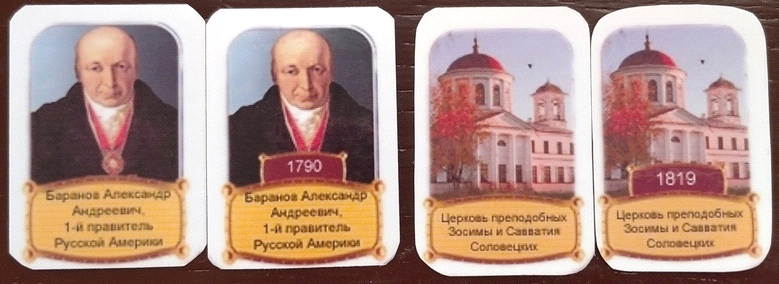 Баранов Александр
Андреевич,
1-й правитель
Русской Америки
1790
Баранов Александр
Андреевич,
1-й правитель
Русской Америки
Церковь преподобных
Зосимы и Савватия
Соловецких
1819
Церковь преподобных
Зосимы и Савватия
Соловецких